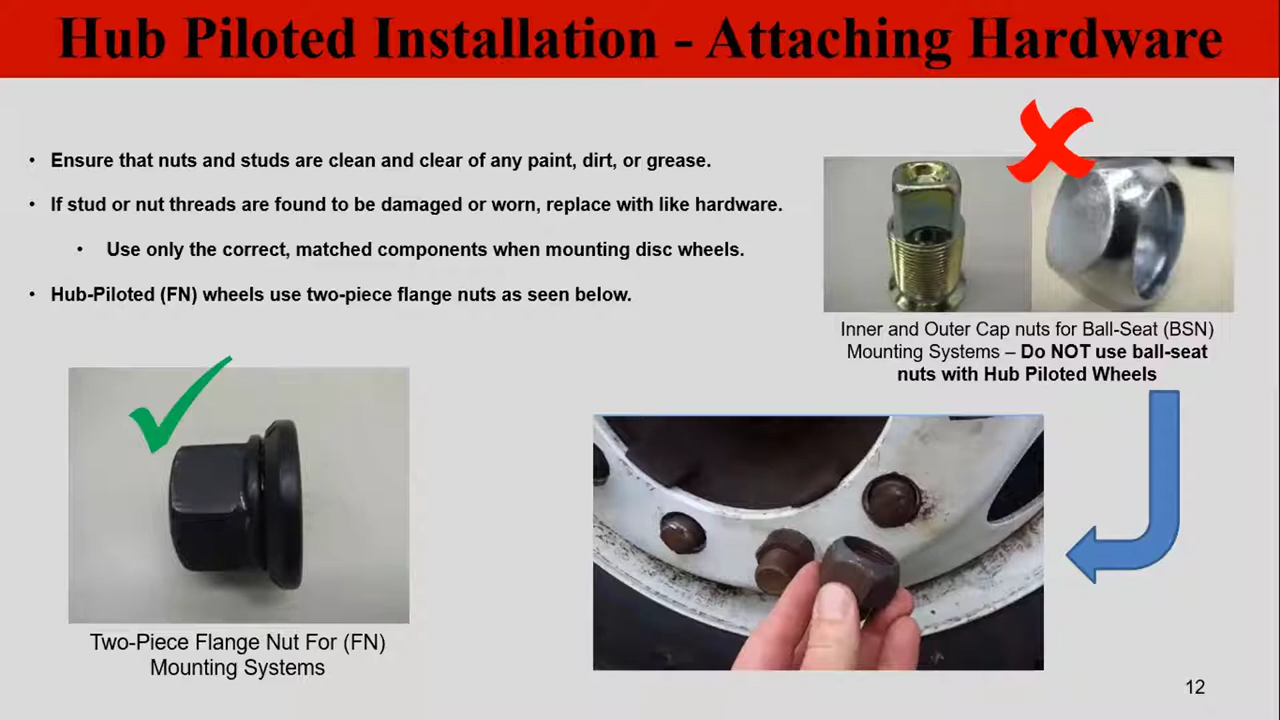 Hub Piloted Installation - Attaching Hardware
• Ensure that nuts and studs are clean and clear of any paint, dirt, or grease.
• If stud or nut threads are found to be damaged or worn, replace with like hardware.
• Use only the correct, matched components when mounting disc wheels.
• Hub-Piloted (FN) wheels use two-piece flange nuts as seen below.
Inner and Outer Cap nuts for Ball-Seat (BSN)
Mounting Systems – Do NOT use ball-seat
nuts with Hub Piloted Wheels
Two-Piece Flange Nut For (FN)
Mounting Systems
12